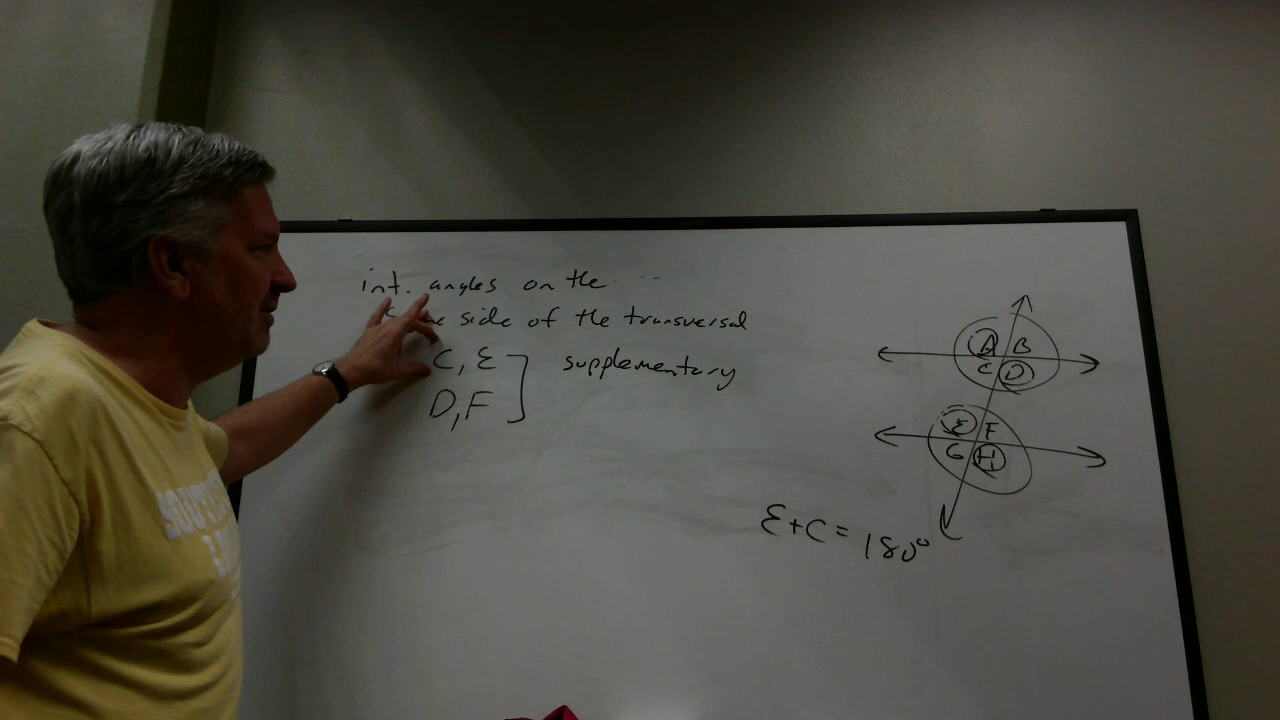 int. angles on the ...
side of the transversal
C, E
D, F
supplementary
A B
C D
E F
G H
E+C= 180°